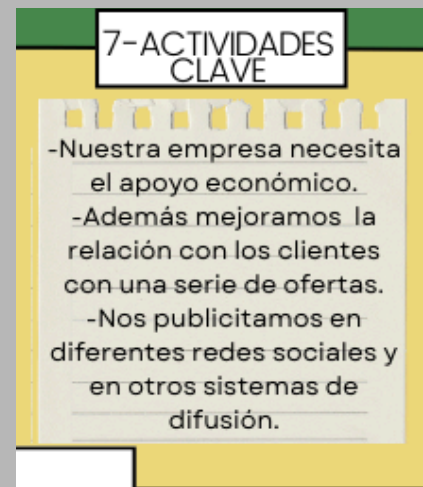 7-ACTIVIDADES
CLAVE
-Nuestra empresa necesita
el apoyo económico.
-Además mejoramos la
relación con los clientes
con una serie de ofertas.
-Nos publicitamos en
diferentes redes sociales y
en otros sistemas de
difusión.